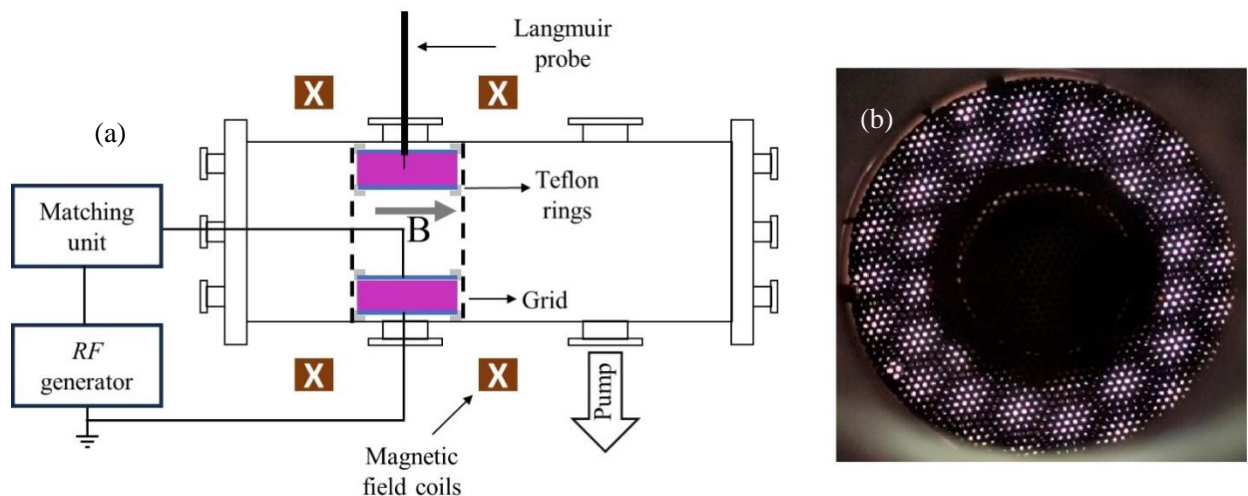 Langmuir
probe
X
X
(a)
(b)
Teflon
rings
Matching
unit
B
Grid
RF
generator
X
X
Pump
Magnetic
field coils